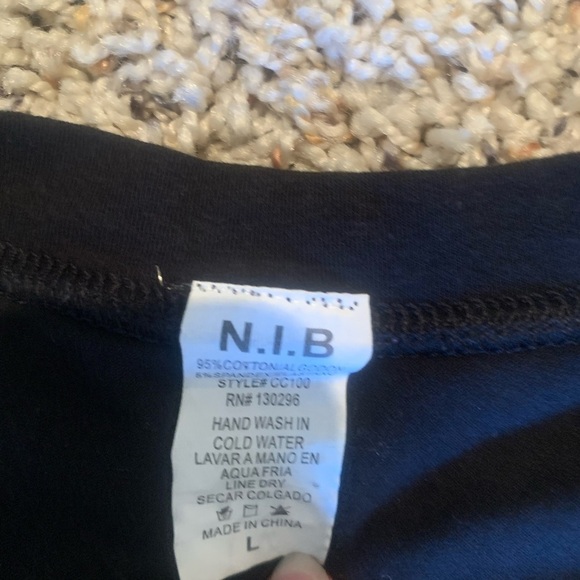 N.I.B
95%COTTON/ALGODON
STYLE# CC100
RN# 130296
HAND WASH IN
COLD WATER
LAVAR A MANO EN
AQUA FRIA
LINE DRY
SECAR COLGADO
MADE IN CHINA
L